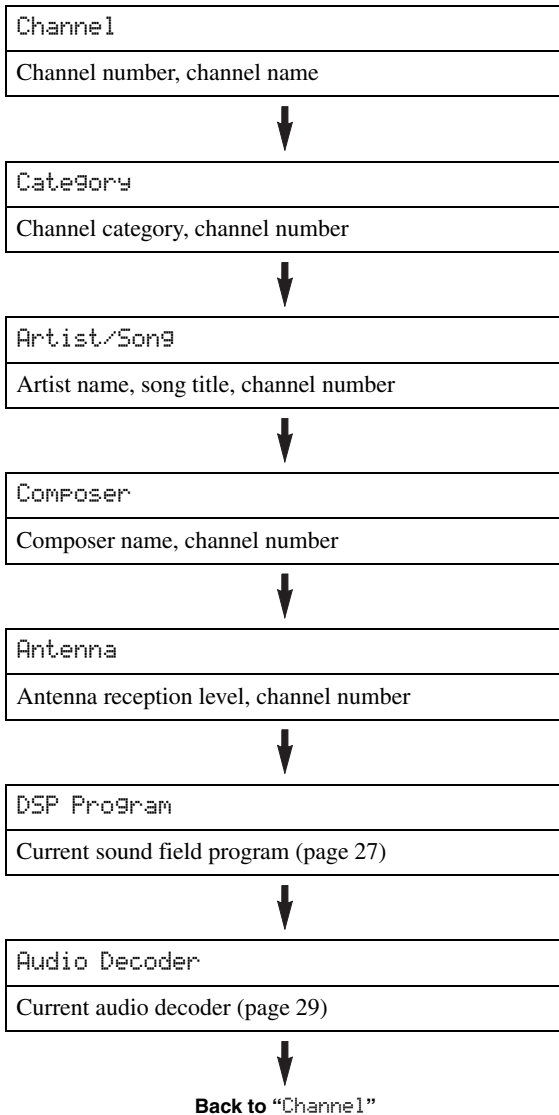 Channel
Channel number, channel name
Category
Channel category, channel number
Artist/Song
Artist name, song title, channel number
Composer
Composer name, channel number
Antenna
Antenna reception level, channel number
DSP Program
Current sound field program (page 27)
Audio Decoder
Current audio decoder (page 29)
Back to “Channel”